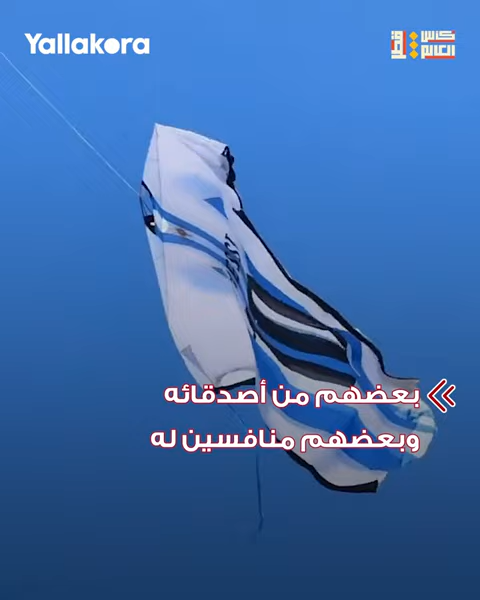 Yallakora
كأس
العالم
بعضهم من أصدقائه
وبعضهم منافسين له